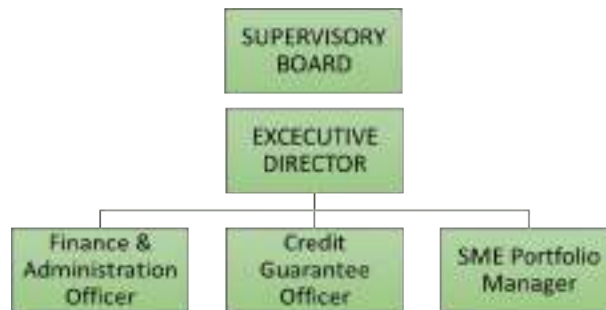 SUPERVISORY
BOARD
EXCECUTIVE
DIRECTOR
Finance &
Administration
Officer
Credit
Guarantee
Officer
SME Portfolio
Manager